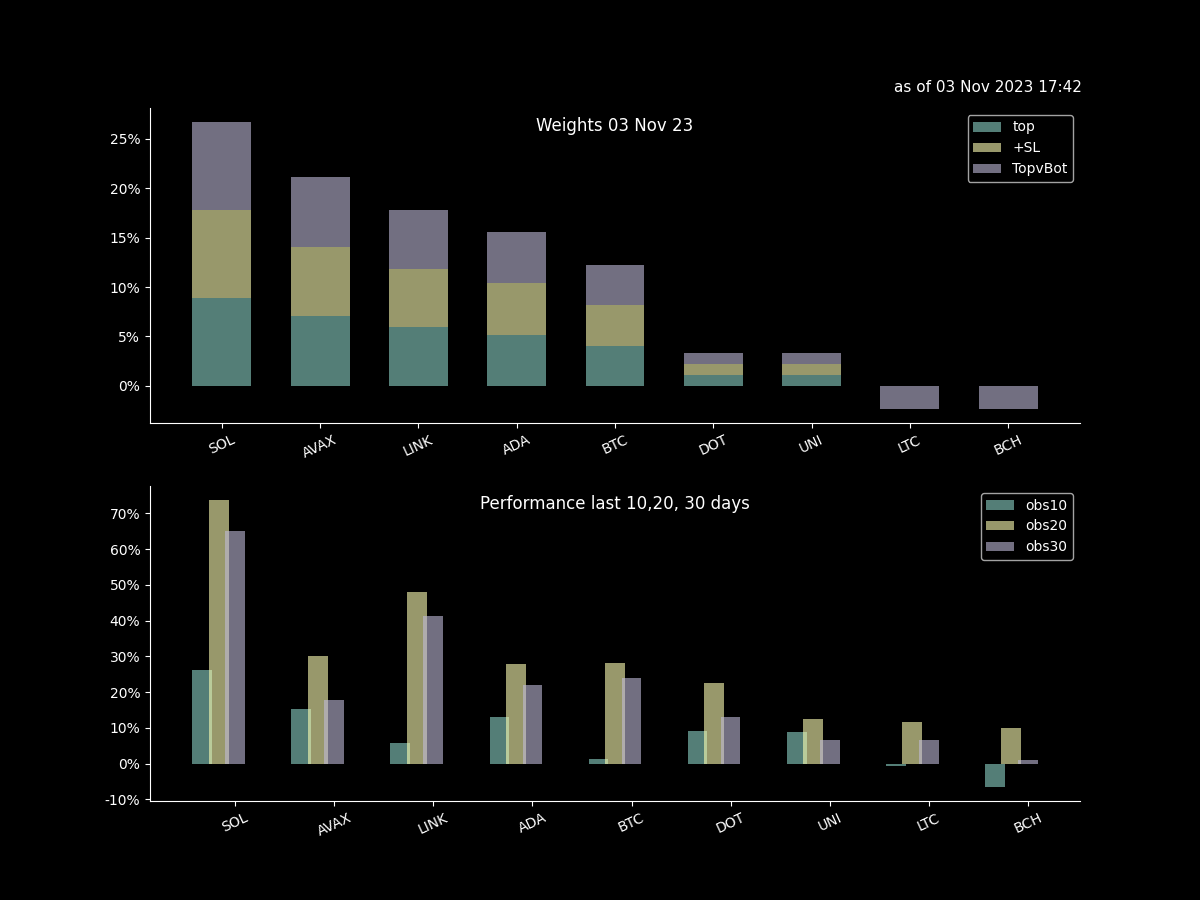 as of 03 Nov 2023 17:42
Weights 03 Nov 23
top
+SL
TopvBot
25%
20%
15%
10%
5%
0%
SOL AVAX LINK ADA BTC DOT UNI LTC BCH
Performance last 10,20, 30 days
obs10
obs20
obs30
70%
60%
50%
40%
30%
20%
10%
0%
-10%
SOL AVAX LINK ADA BTC DOT UNI LTC BCH